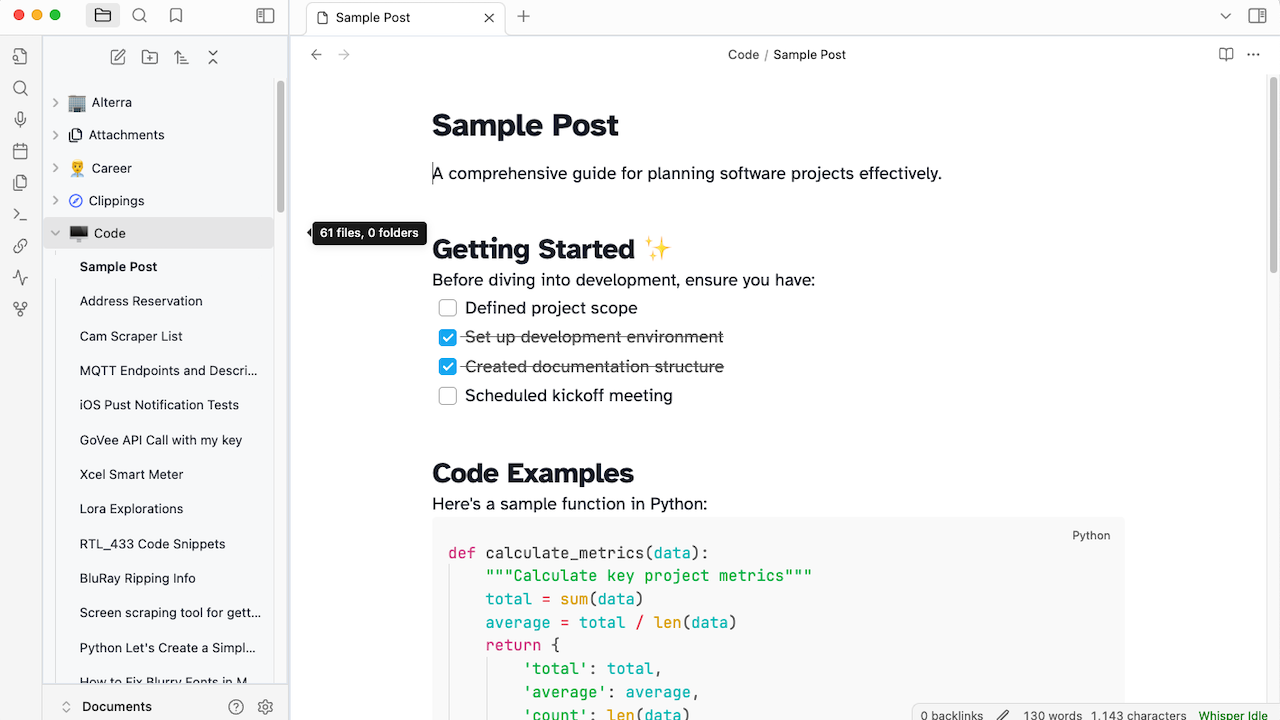 Sample Post
Code / Sample Post
Alterra
Attachments
Career
Clippings
Code
61 files, 0 folders
Sample Post
Address Reservation
Cam Scraper List
MQTT Endpoints and Descri...
iOS Pust Notification Tests
GoVee API Call with my key
Xcel Smart Meter
Lora Explorations
RTL_433 Code Snippets
BluRay Ripping Info
Screen scraping tool for gett...
Python Let's Create a Simpl...
How to Fix Blurry Fonts in M
Documents
Sample Post
A comprehensive guide for planning software projects effectively.
Getting Started ✨
Before diving into development, ensure you have:
Defined project scope
Set up development environment
Created documentation structure
Scheduled kickoff meeting
Code Examples
Here's a sample function in Python:
Python
def calculate_metrics(data):
    """Calculate key project metrics"""
    total = sum(data)
    average = total / len(data)
    return {
        'total': total,
        'average': average,
        'count': len(data)
0 backlinks 130 words 1,143 characters Whisper Idle